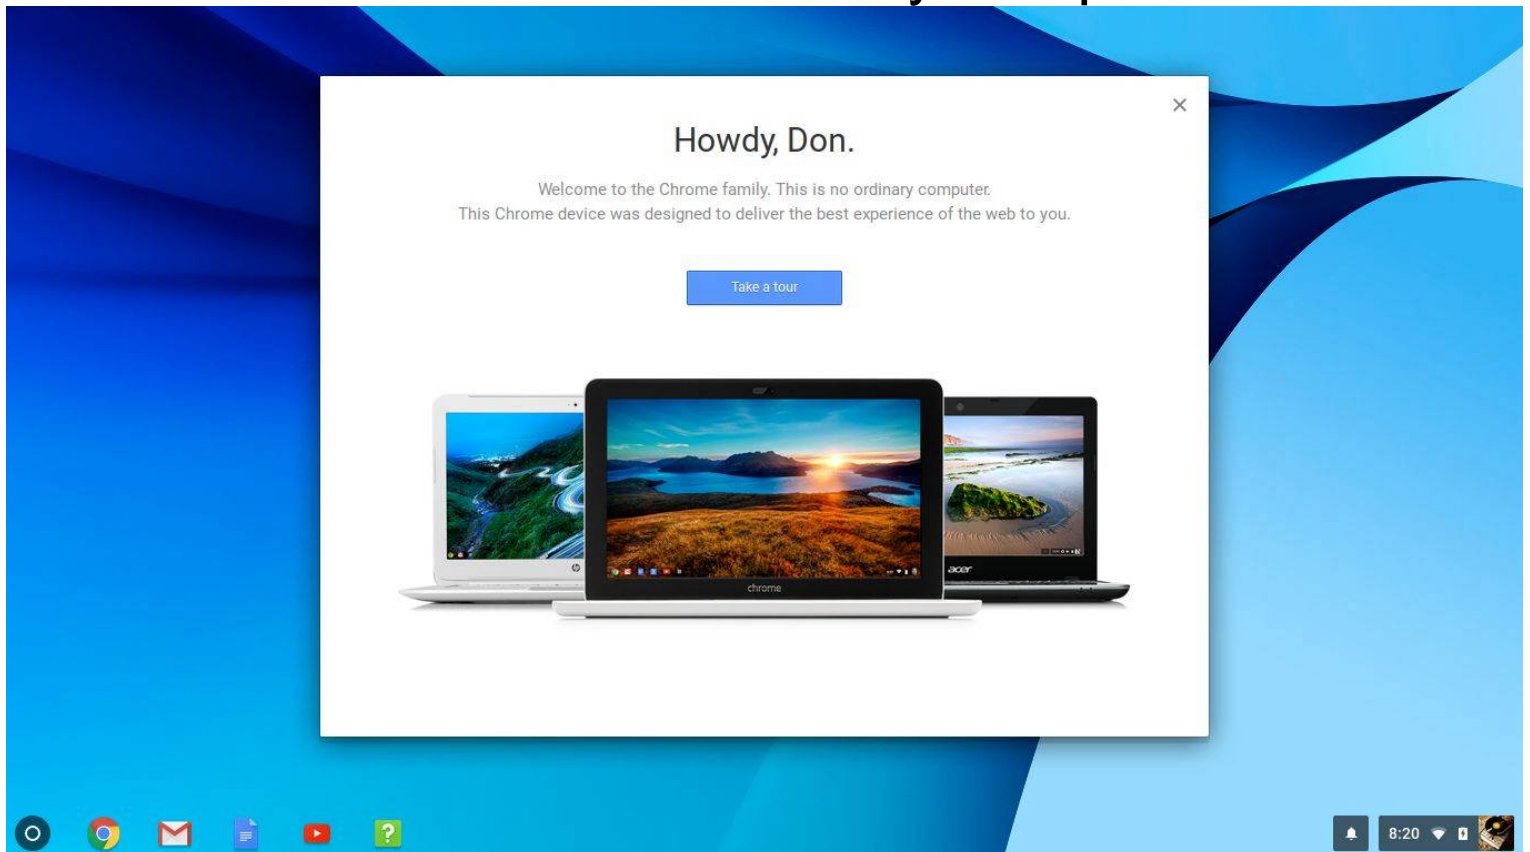 Howdy, Don.
Welcome to the Chrome family. This is no ordinary computer.
This Chrome device was designed to deliver the best experience of the web to you.
Take a tour
chrome
acer
8:20